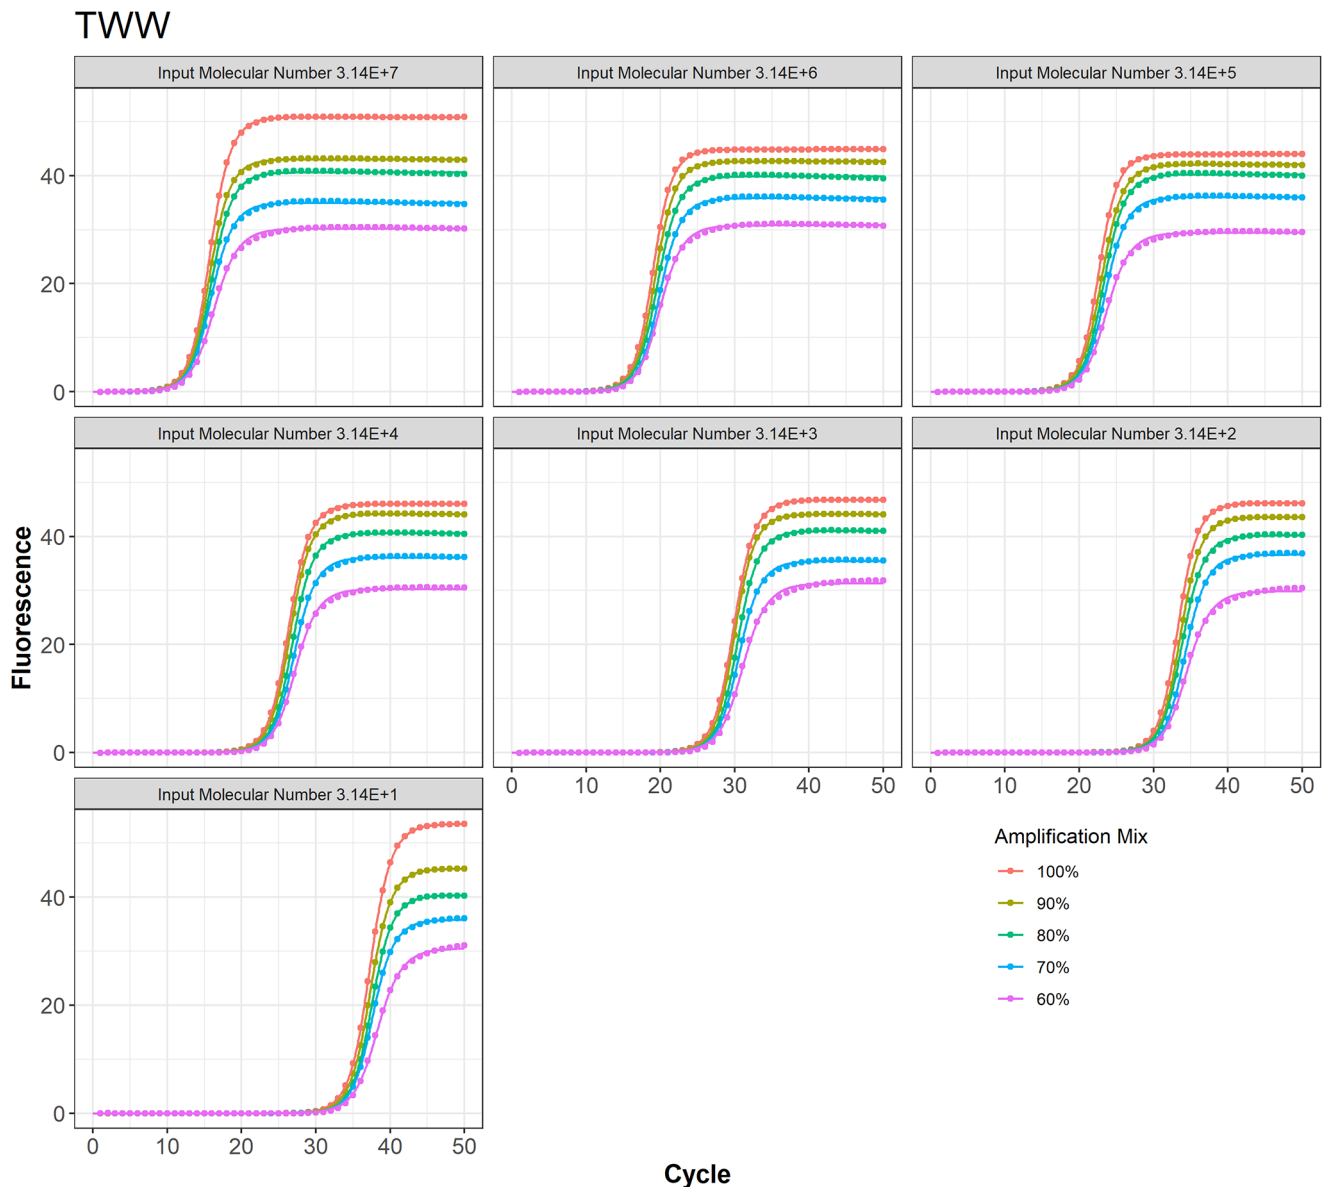 TWW
Input Molecular Number 3.14E+7
Input Molecular Number 3.14E+6
Input Molecular Number 3.14E+5
40
20
0
Input Molecular Number 3.14E+4
Input Molecular Number 3.14E+3
Input Molecular Number 3.14E+2
40
20
0
0 10 20 30 40 50
0 10 20 30 40 50
Input Molecular Number 3.14E+1
40
20
0
0 10 20 30 40 50
Fluorescence
Cycle
Amplification Mix
100%
90%
80%
70%
60%